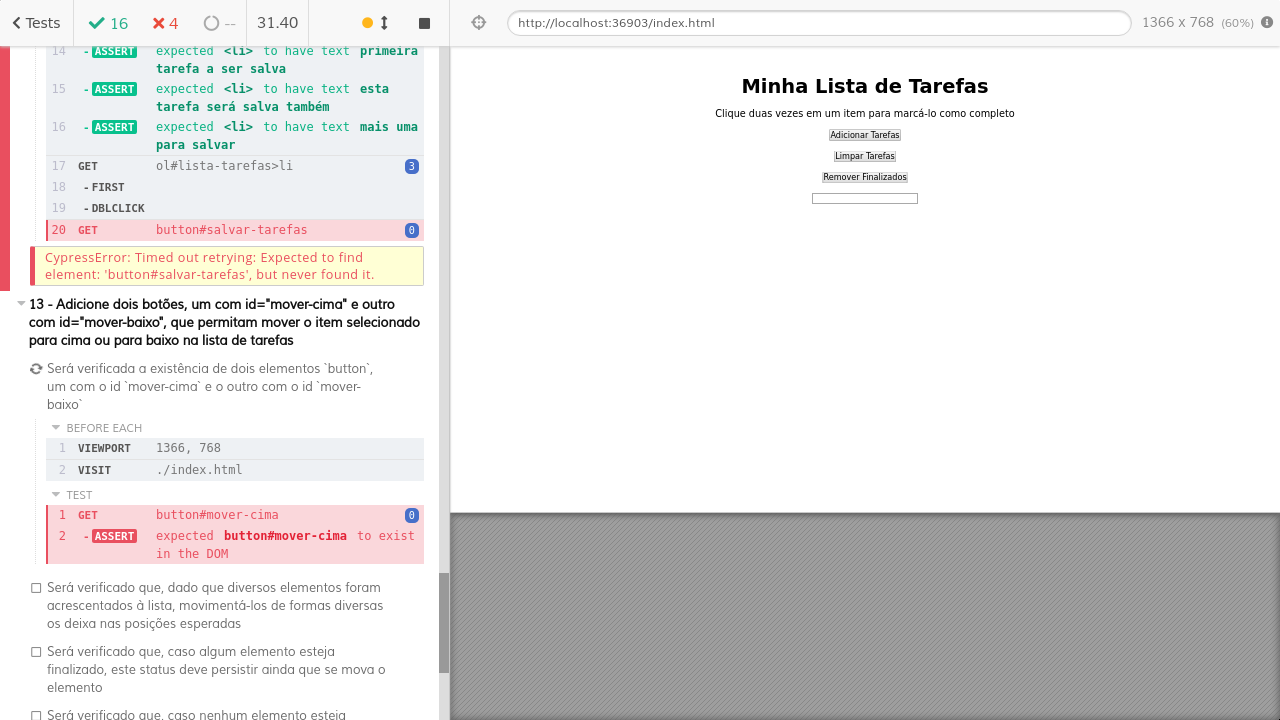 Tests
16
4
--
31.40
http://localhost:36903/index.html
1366 x 768 (60%)
14 - ASSERT expected <li> to have text primeira
tarefa a ser salva
15 - ASSERT expected <li> to have text esta
tarefa será salva também
16 - ASSERT expected <li> to have text mais uma
para salvar
17 GET ol#lista-tarefas>li 3
18 - FIRST
19 - DBLCLICK
20 GET button#salvar-tarefas 0
CypressError: Timed out retrying: Expected to find
element: 'button#salvar-tarefas', but never found it.
13 - Adicione dois botões, um com id="mover-cima" e outro
com id="mover-baixo", que permitam mover o item selecionado
para cima ou para baixo na lista de tarefas
Será verificada a existência de dois elementos `button`,
um com o id `mover-cima` e o outro com o id `mover-
baixo`
BEFORE EACH
1 VIEWPORT 1366, 768
2 VISIT ./index.html
TEST
1 GET button#mover-cima 0
2 - ASSERT expected button#mover-cima to exist
in the DOM
Será verificado que, dado que diversos elementos foram
acrescentados à lista, movimentá-los de formas diversas
os deixa nas posições esperadas
Será verificado que, caso algum elemento esteja
finalizado, este status deve persistir ainda que se mova o
elemento
Será verificado que, caso nenhum elemento esteja
Minha Lista de Tarefas
Clique duas vezes em um item para marcá-lo como completo
Adicionar Tarefas
Limpar Tarefas
Remover Finalizados